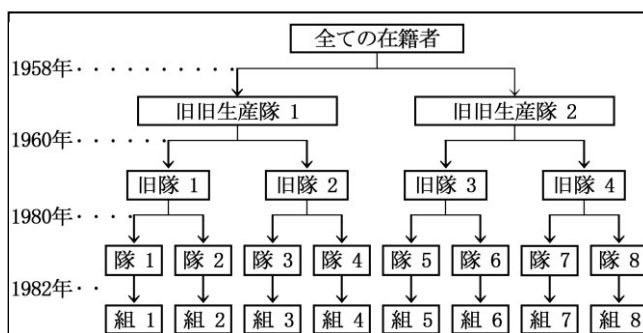 全ての在籍者
1958年・・・・・・・・・・
旧旧生産隊 1 旧旧生産隊 2
1960年・・・・・・
旧隊 1 旧隊 2 旧隊 3 旧隊 4
1980年・・・・・
隊 1 隊 2 隊 3 隊 4 隊 5 隊 6 隊 7 隊 8
1982年・・
組 1 組 2 組 3 組 4 組 5 組 6 組 7 組 8